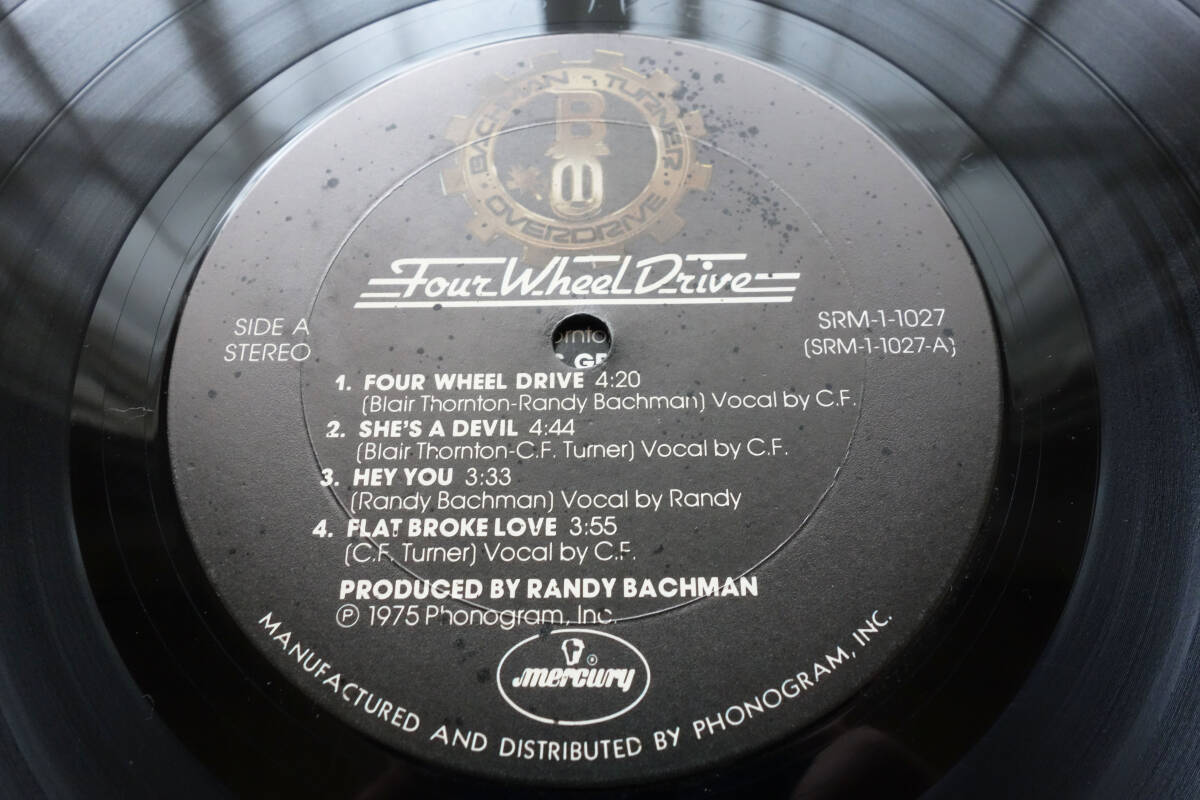 BACHMAN-TURNER
B
OVERDRIVE
Four Wheel Drive
SIDE A
STEREO
SRM-1-1027
(SRM-1-1027-A)
1. FOUR WHEEL DRIVE 4:20
(Blair Thornton-Randy Bachman) Vocal by C.F.
2. SHE'S A DEVIL 4:44
(Blair Thornton-C.F. Turner) Vocal by C.F.
3. HEY YOU 3:33
(Randy Bachman) Vocal by Randy
4. FLAT BROKE LOVE 3:55
(C.F. Turner) Vocal by C.F.
PRODUCED BY RANDY BACHMAN
℗ 1975 Phonogram, Inc.
mercury®
MANUFACTURED AND DISTRIBUTED BY PHONOGRAM, INC.